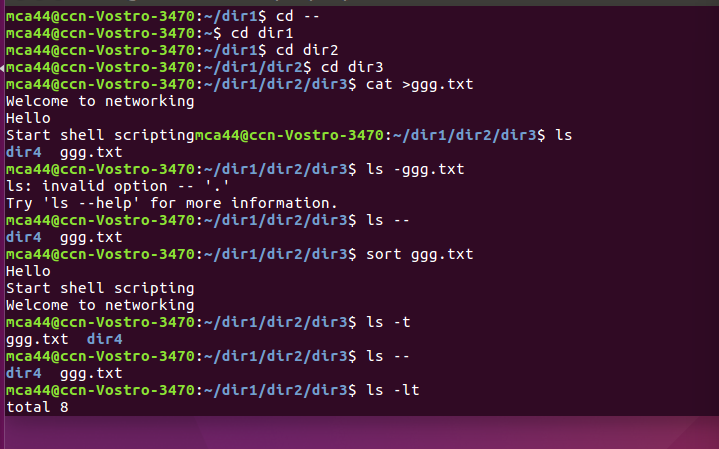 mca44@ccn-Vostro-3470:~/dir1$ cd --
mca44@ccn-Vostro-3470:~$ cd dir1
mca44@ccn-Vostro-3470:~/dir1$ cd dir2
mca44@ccn-Vostro-3470:~/dir1/dir2$ cd dir3
mca44@ccn-Vostro-3470:~/dir1/dir2/dir3$ cat >ggg.txt
Welcome to networking
Hello
Start shell scriptingmca44@ccn-Vostro-3470:~/dir1/dir2/dir3$ ls
dir4  ggg.txt
mca44@ccn-Vostro-3470:~/dir1/dir2/dir3$ ls -ggg.txt
ls: invalid option -- '.'
Try 'ls --help' for more information.
mca44@ccn-Vostro-3470:~/dir1/dir2/dir3$ ls --
dir4  ggg.txt
mca44@ccn-Vostro-3470:~/dir1/dir2/dir3$ sort ggg.txt
Hello
Start shell scripting
Welcome to networking
mca44@ccn-Vostro-3470:~/dir1/dir2/dir3$ ls -t
ggg.txt  dir4
mca44@ccn-Vostro-3470:~/dir1/dir2/dir3$ ls --
dir4  ggg.txt
mca44@ccn-Vostro-3470:~/dir1/dir2/dir3$ ls -lt
total 8